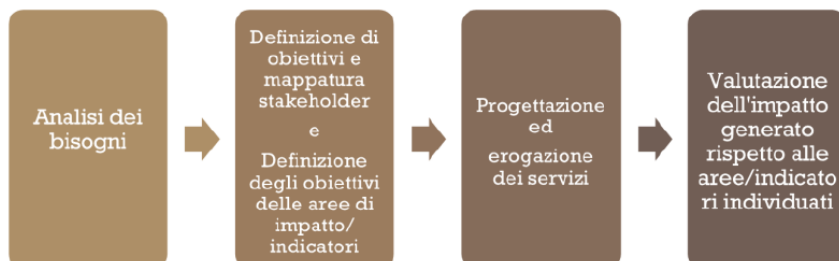 Analisi dei
bisogni
Definizione di
obiettivi e
mappatura
stakeholder
e
Definizione
degli obiettivi
delle aree di
impatto/
indicatori
Progettazione
ed
erogazione
dei servizi
Valutazione
dell'impatto
generato
rispetto alle
aree/indicato
ri individuati